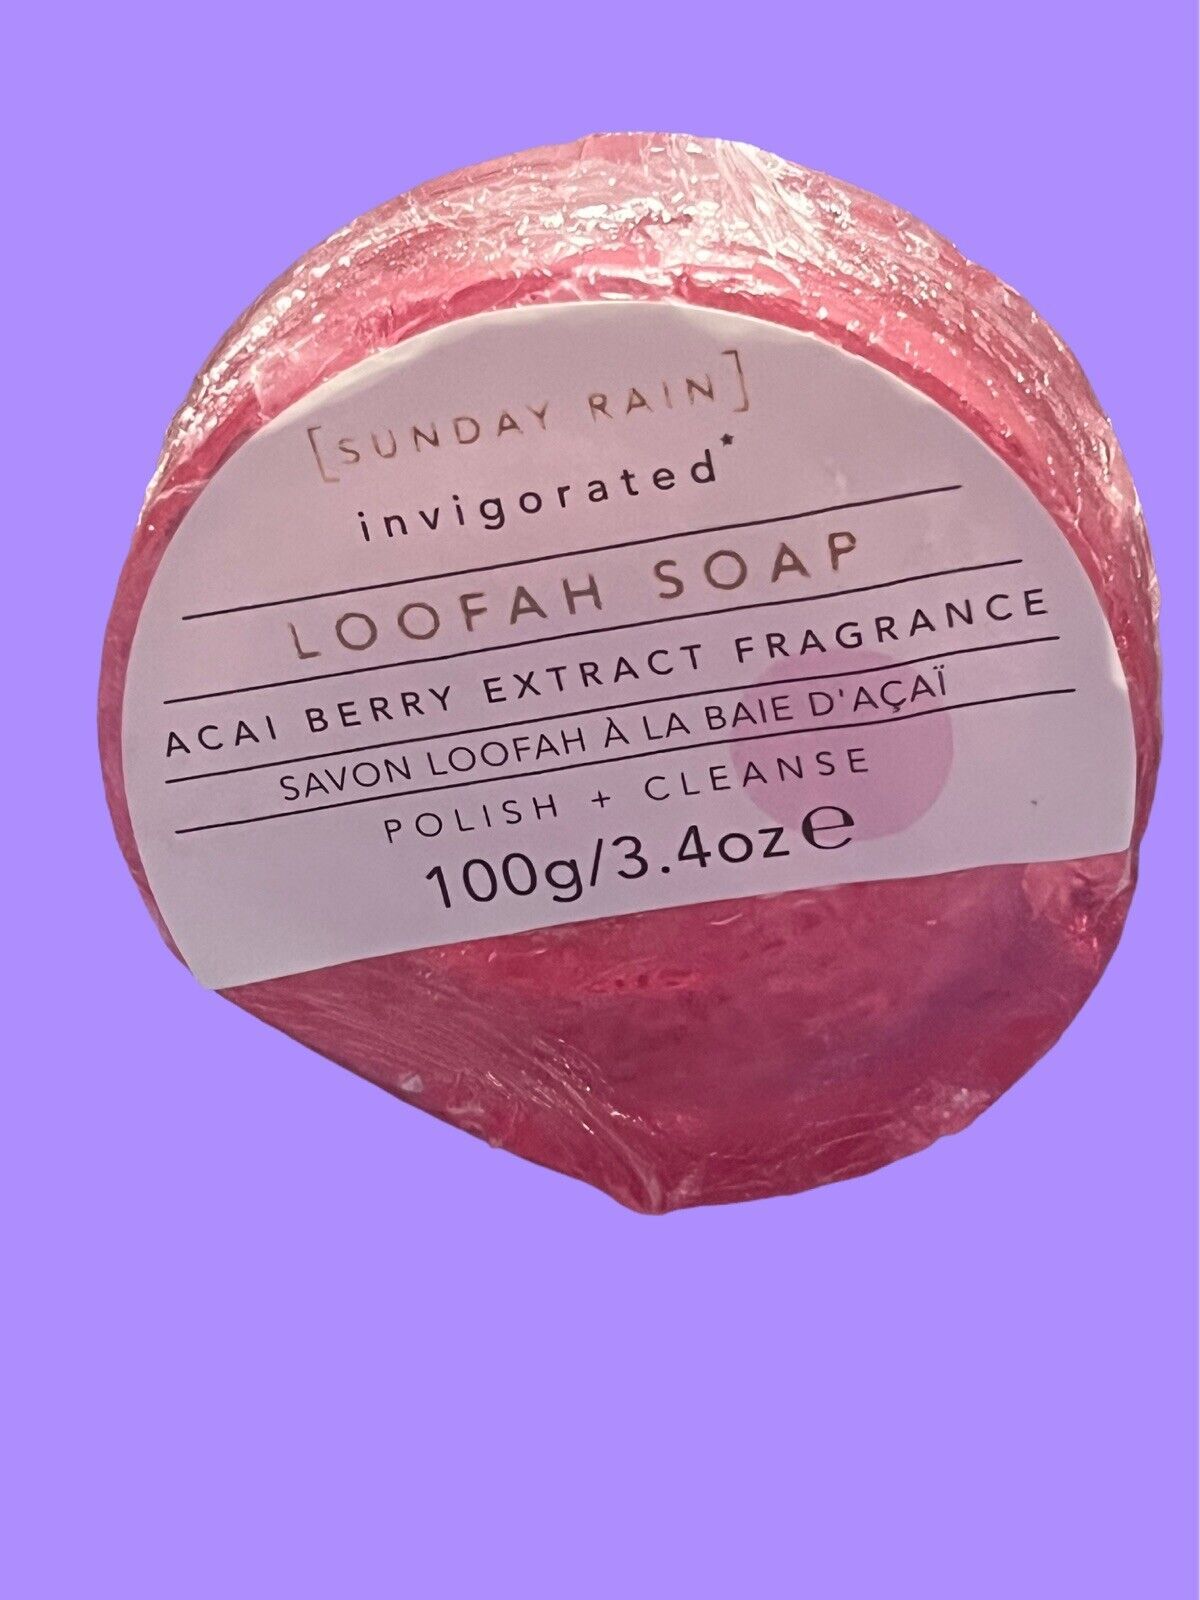 [SUNDAY RAIN]
invigorated*
LOOFAH SOAP
ACAI BERRY EXTRACT FRAGRANCE
SAVON LOOFAH À LA BAIE D'AÇAÏ
POLISH + CLEANSE
100g/3.4oz ℮